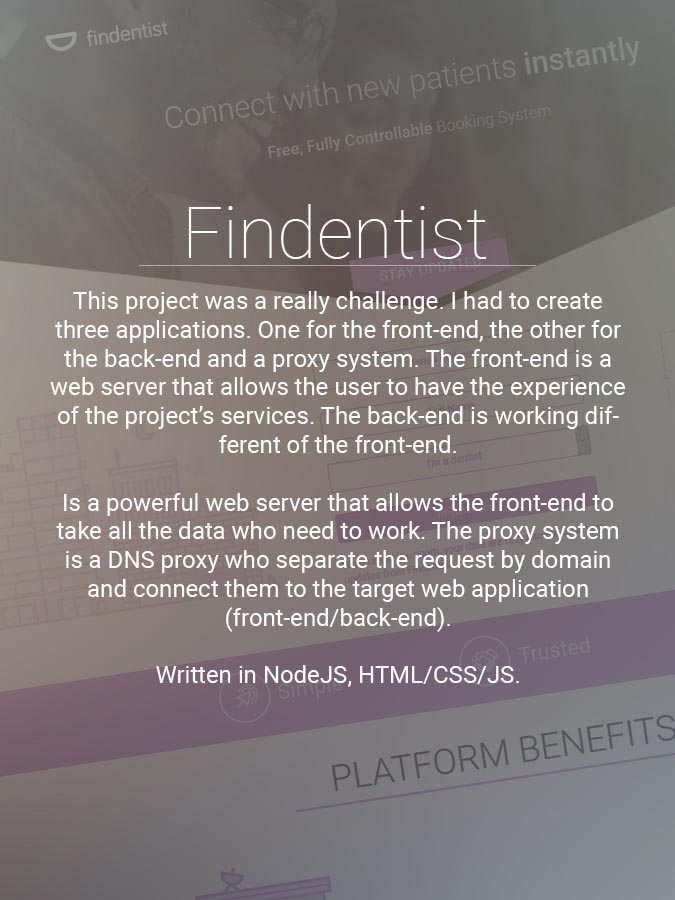 findentist
Connect with new patients instantly
Free, Fully Controllable Booking System
Findentist
STAY UPDATED
This project was a really challenge. I had to create
three applications. One for the front-end, the other for
the back-end and a proxy system. The front-end is a
web server that allows the user to have the experience
of the project’s services. The back-end is working dif-
ferent of the front-end.
I'm a dentist
Is a powerful web server that allows the front-end to
take all the data who need to work. The proxy system
is a DNS proxy who separate the request by domain
and connect them to the target web application
(front-end/back-end).
Written in NodeJS, HTML/CSS/JS.
Simple
Trusted
PLATFORM BENEFITS